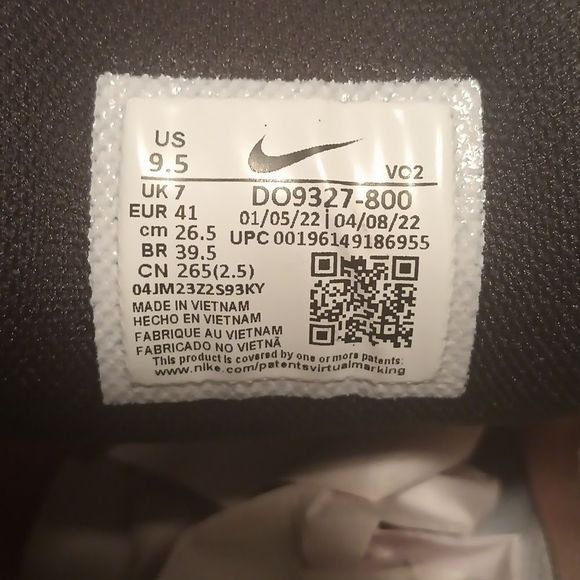 US
9.5
VO2
UK 7
DO9327-800
EUR 41
01/05/22 | 04/08/22
cm 26.5
UPC 00196149186955
BR 39.5
CN 265(2.5)
04JM23Z2S93KY
MADE IN VIETNAM
HECHO EN VIETNAM
FABRIQUE AU VIETNAM
FABRICADO NO VIETNÃ
This product is covered by one or more patents:
www.nike.com/patentsvirtualmarking